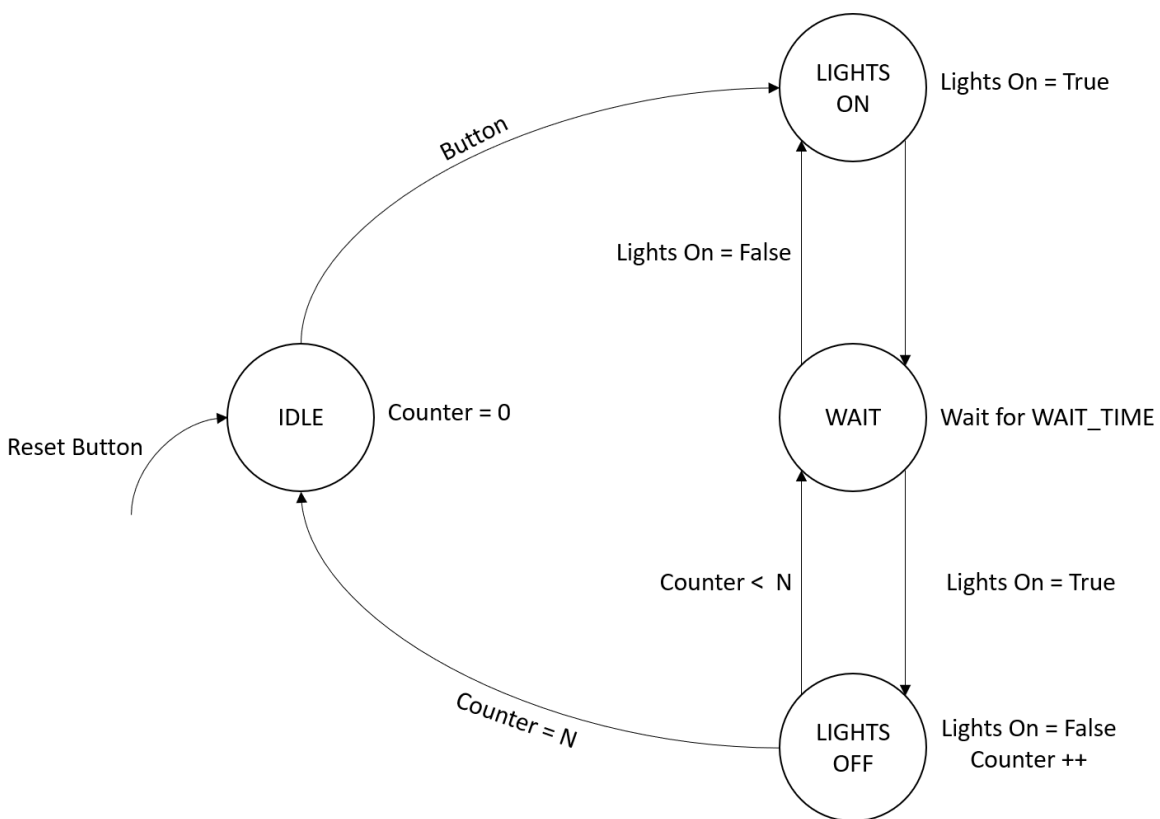 LIGHTS
ON
Lights On = True
Button
Lights On = False
IDLE
Counter = 0
WAIT
Wait for WAIT_TIME
Reset Button
Counter < N
Lights On = True
Counter = N
LIGHTS
OFF
Lights On = False
Counter ++